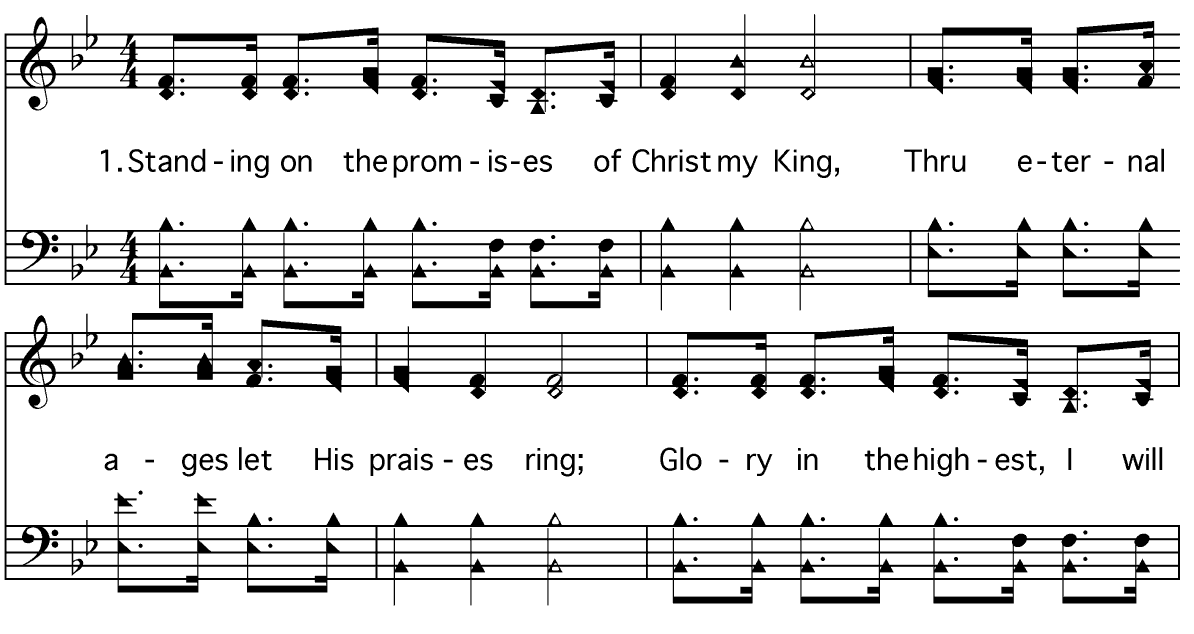 1. Stand - ing on the prom - is - es of Christ my King, Thru e - ter - nal
a - ges let His prais - es ring; Glo - ry in the high - est, I will